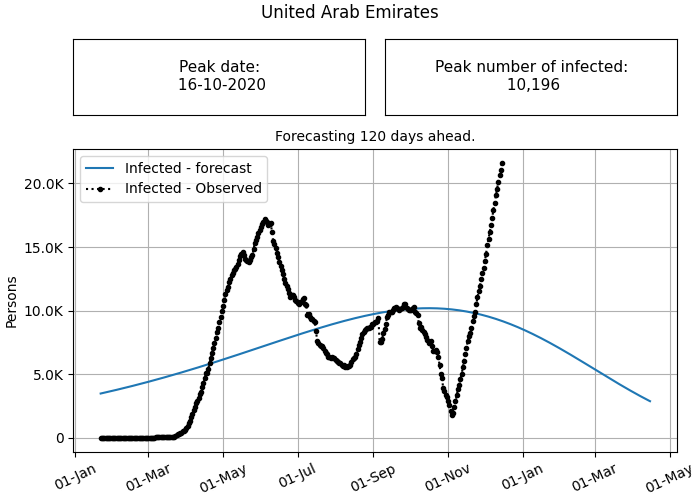 United Arab Emirates
Peak date:
16-10-2020
Peak number of infected:
10,196
Forecasting 120 days ahead.
Infected - forecast
Infected - Observed
Persons
20.0K
15.0K
10.0K
5.0K
0
01-Jan
01-Mar
01-May
01-Jul
01-Sep
01-Nov
01-Jan
01-Mar
01-May